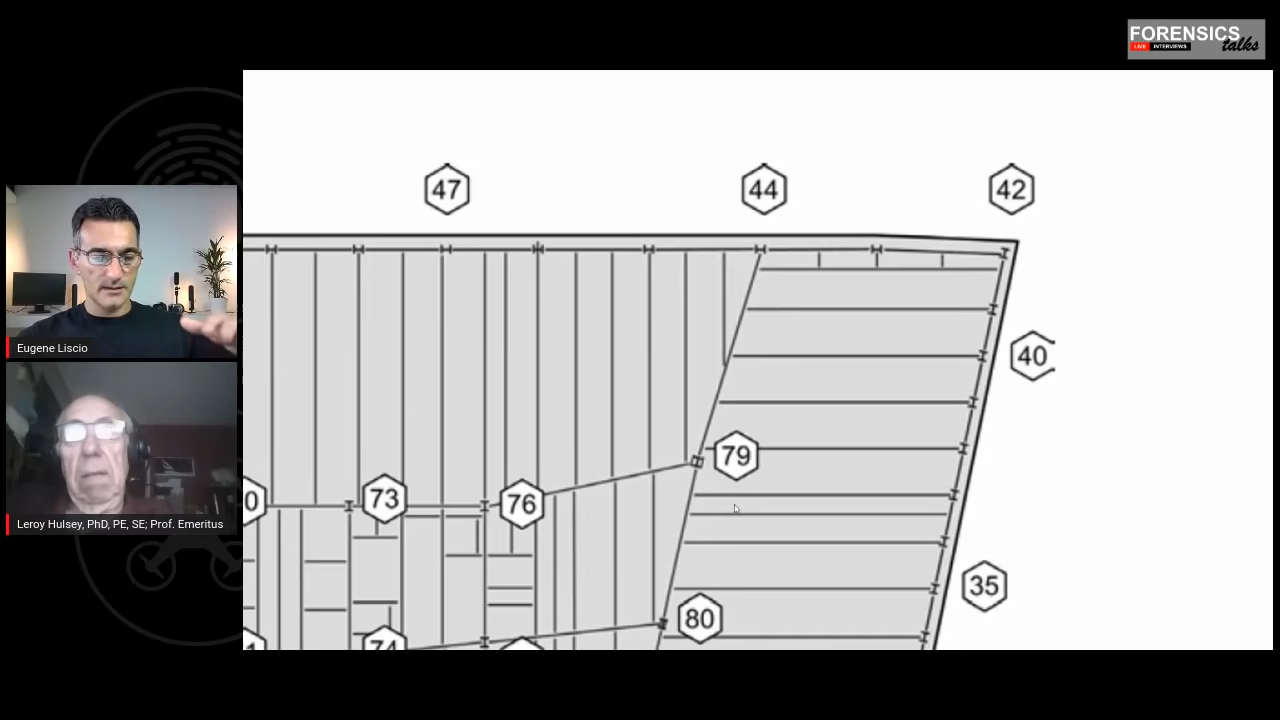 FORENSICS
LIVE INTERVIEWS talks
47
44
42
40
Eugene Liscio
79
0
73
76
Leroy Hulsey, PhD, PE, SE; Prof. Emeritus
35
80
74